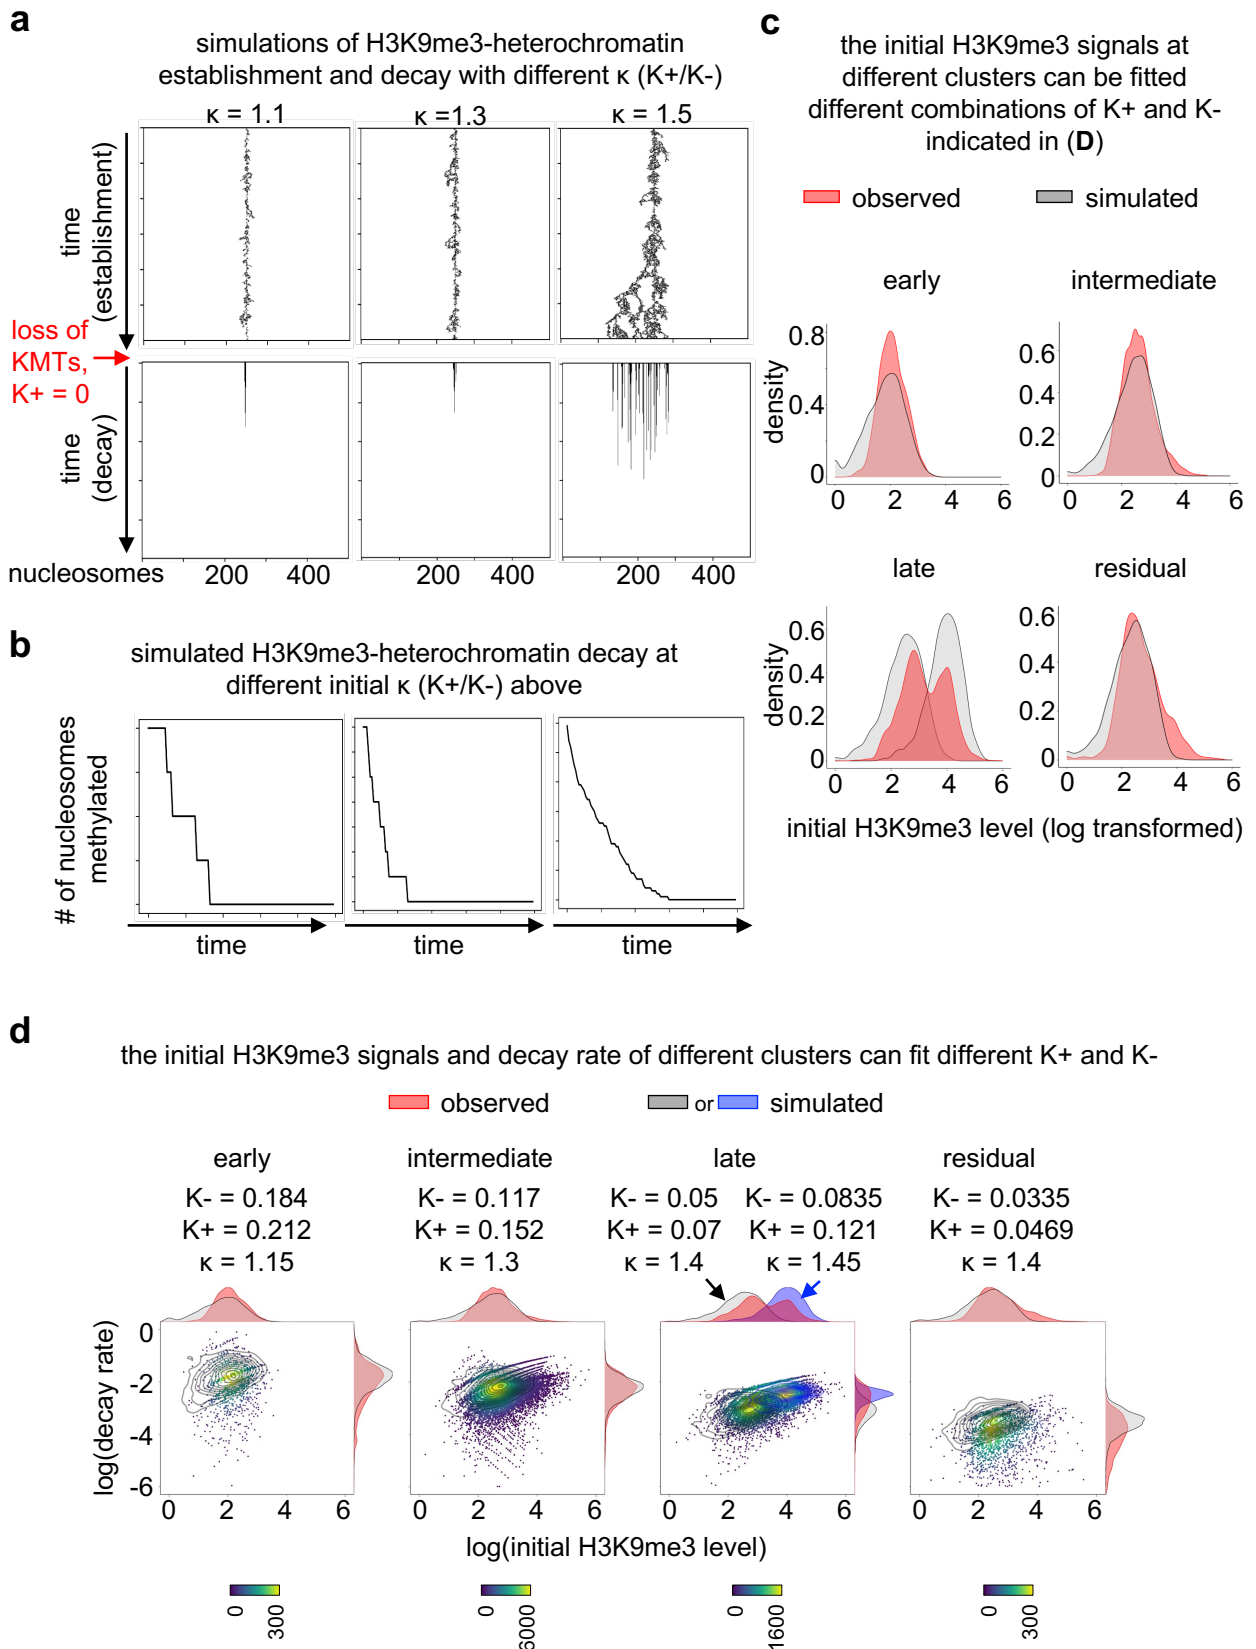 a
simulations of H3K9me3-heterochromatin
establishment and decay with different κ (K+/K-)
κ = 1.1
κ =1.3
κ = 1.5
time
(establishment)
loss of
KMTs,
K+ = 0
time
(decay)
nucleosomes
200
400
200
400
200
400
b
simulated H3K9me3-heterochromatin decay at
different initial κ (K+/K-) above
# of nucleosomes
methylated
time
time
time
c
the initial H3K9me3 signals at
different clusters can be fitted
different combinations of K+ and K-
indicated in (D)
observed
simulated
early
intermediate
density
0.8
0.4
0
0
2
4
6
0.6
0.4
0.2
0
0
2
4
6
late
residual
density
0.6
0.4
0.2
0
0
2
4
6
0.6
0.4
0.2
0
0
2
4
6
initial H3K9me3 level (log transformed)
d
the initial H3K9me3 signals and decay rate of different clusters can fit different K+ and K-
observed
or
simulated
early
intermediate
late
residual
K- = 0.184
K+ = 0.212
κ = 1.15
K- = 0.117
K+ = 0.152
κ = 1.3
K- = 0.05
K+ = 0.07
κ = 1.4
K- = 0.0835
K+ = 0.121
κ = 1.45
K- = 0.0335
K+ = 0.0469
κ = 1.4
log(decay rate)
0
-2
-4
-6
0
2
4
6
0
2
4
6
0
2
4
6
0
2
4
6
log(initial H3K9me3 level)
0
300
0
6000
0
1600
0
300